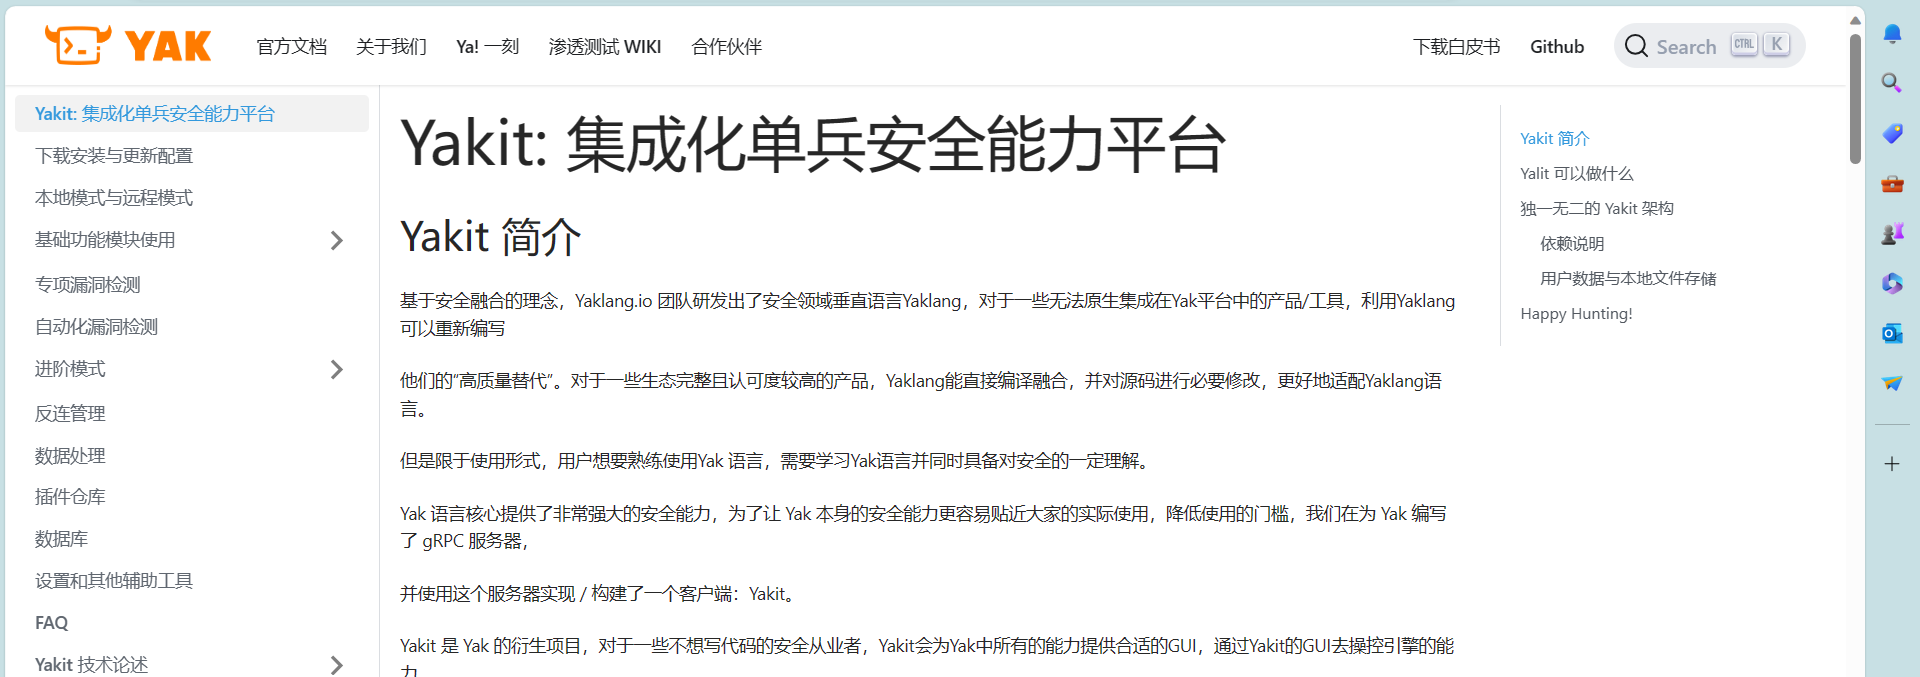 YAK
官方文档
关于我们
Ya! 一刻
渗透测试 WIKI
合作伙伴
下载白皮书
Github
Search
CTRL
K
Yakit: 集成化单兵安全能力平台
下载安装与更新配置
本地模式与远程模式
基础功能模块使用
专项漏洞检测
自动化漏洞检测
进阶模式
反连管理
数据处理
插件仓库
数据库
设置和其他辅助工具
FAQ
Yakit 技术论述
Yakit: 集成化单兵安全能力平台
Yakit 简介
基于安全融合的理念，Yaklang.io 团队研发出了安全领域垂直语言Yaklang，对于一些无法原生集成在Yak平台中的产品/工具，利用Yaklang
可以重新编写
他们的“高质量替代”。对于一些生态完整且认可度较高的产品，Yaklang能直接编译融合，并对源码进行必要修改，更好地适配Yaklang语
言。
但是限于使用形式，用户想要熟练使用Yak 语言，需要学习Yak语言并同时具备对安全的一定理解。
Yak 语言核心提供了非常强大的安全能力，为了让 Yak 本身的安全能力更容易贴近大家的实际使用，降低使用的门槛，我们在为 Yak 编写
了 gRPC 服务器，
并使用这个服务器实现 / 构建了一个客户端：Yakit。
Yakit 是 Yak 的衍生项目，对于一些不想写代码的安全从业者，Yakit会为Yak中所有的能力提供合适的GUI，通过Yakit的GUI去操控引擎的能
力
Yakit 简介
Yalit 可以做什么
独一无二的 Yakit 架构
依赖说明
用户数据与本地文件存储
Happy Hunting!